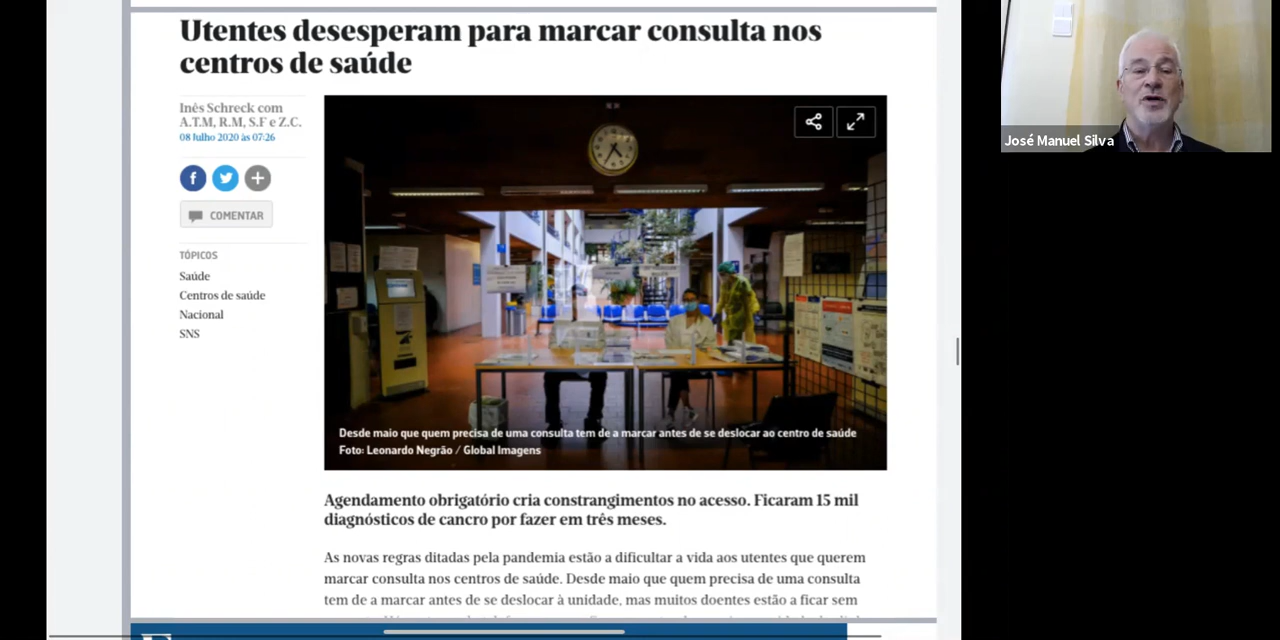 Utentes desesperam para marcar consulta nos
centros de saúde
Inês Schreck com
A.T.M, R.M, S.F e Z.C.
08 Julho 2020 às 07:26
COMENTAR
TÓPICOS
Saúde
Centros de saúde
Nacional
SNS
Desde maio que quem precisa de uma consulta tem de a marcar antes de se deslocar ao centro de saúde
Foto: Leonardo Negrão / Global Imagens
Agendamento obrigatório cria constrangimentos no acesso. Ficaram 15 mil
diagnósticos de cancro por fazer em três meses.
As novas regras ditadas pela pandemia estão a dificultar a vida aos utentes que querem
marcar consulta nos centros de saúde. Desde maio que quem precisa de uma consulta
tem de a marcar antes de se deslocar à unidade, mas muitos doentes estão a ficar sem
José Manuel Silva